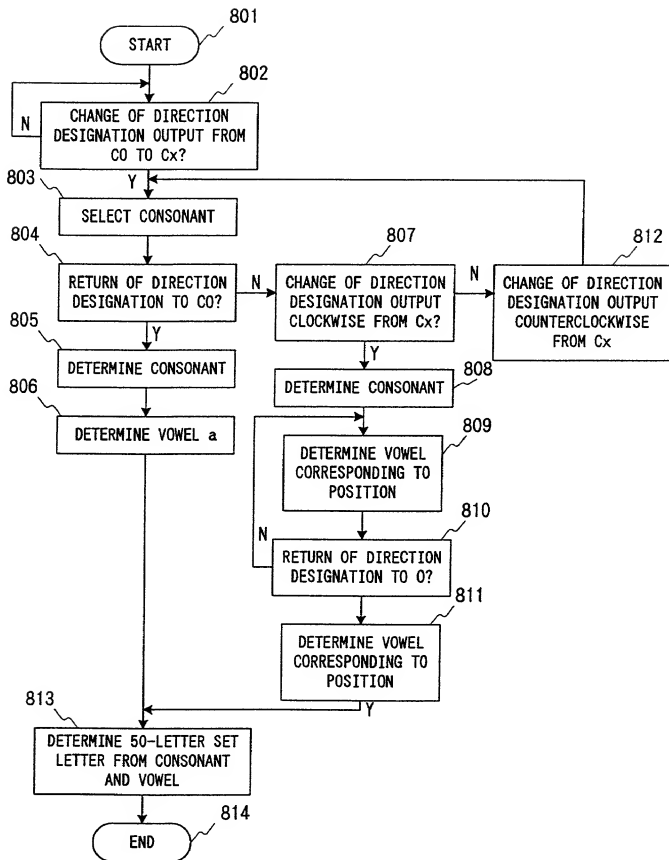 801
START
802
CHANGE OF DIRECTION
DESIGNATION OUTPUT FROM
CO TO Cx?
N
Y
803
SELECT CONSONANT
804
RETURN OF DIRECTION
DESIGNATION TO CO?
N
Y
807
CHANGE OF DIRECTION
DESIGNATION OUTPUT
CLOCKWISE FROM Cx?
N
Y
812
CHANGE OF DIRECTION
DESIGNATION OUTPUT
COUNTERCLOCKWISE
FROM Cx
805
DETERMINE CONSONANT
806
DETERMINE VOWEL a
808
DETERMINE CONSONANT
809
DETERMINE VOWEL
CORRESPONDING TO
POSITION
810
N
RETURN OF DIRECTION
DESIGNATION TO O?
811
DETERMINE VOWEL
CORRESPONDING TO
POSITION
Y
813
DETERMINE 50-LETTER SET
LETTER FROM CONSONANT
AND VOWEL
814
END